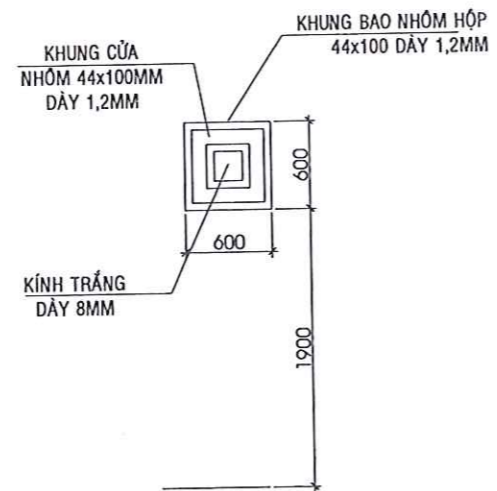 KHUNG BAO NHÔM HỘP
44x100 DÀY 1,2MM
KHUNG CỬA
NHÔM 44x100MM
DÀY 1,2MM
600
600
KÍNH TRẮNG
DÀY 8MM
1900